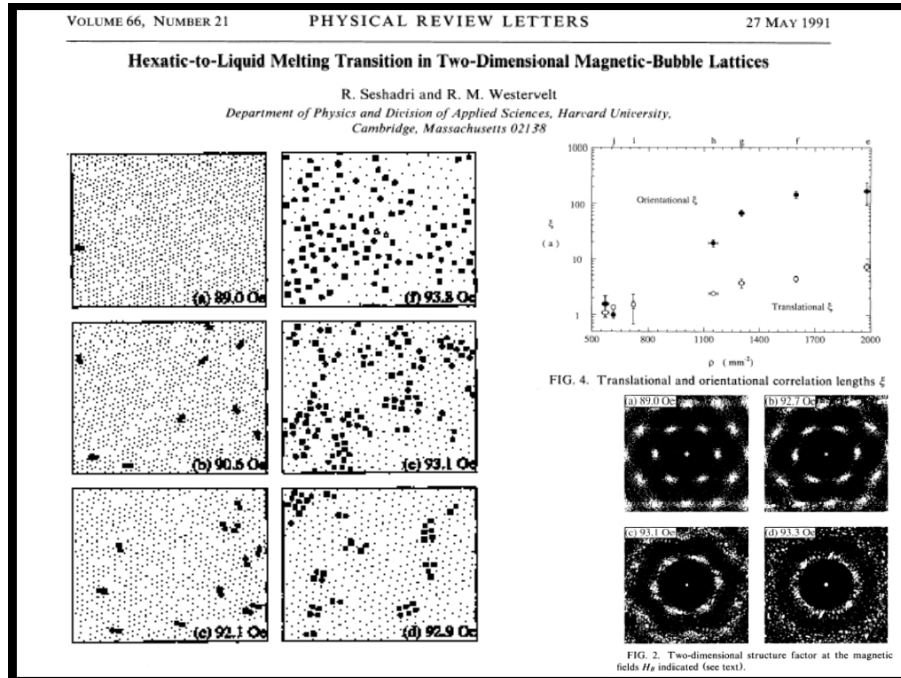 VOLUME 66, NUMBER 21 PHYSICAL REVIEW LETTERS 27 MAY 1991
Hexatic-to-Liquid Melting Transition in Two-Dimensional Magnetic-Bubble Lattices
R. Seshadri and R. M. Westervelt
Department of Physics and Division of Applied Sciences, Harvard University,
Cambridge, Massachusetts 02138
(a) 89.0 Oe
(f) 93.8 Oe
(b) 90.6 Oe
(e) 93.1 Oe
(c) 92.1 Oe
(d) 92.9 Oe
j i h g f e
1000
Orientational ξ
100
ξ
(a)
10
Translational ξ
1
500 800 1100 1400 1700 2000
ρ (mm⁻²)
FIG. 4. Translational and orientational correlation lengths ξ
(a) 89.0 Oe
(b) 92.7 Oe
(c) 93.1 Oe
(d) 93.3 Oe
FIG. 2. Two-dimensional structure factor at the magnetic
fields H_B indicated (see text).